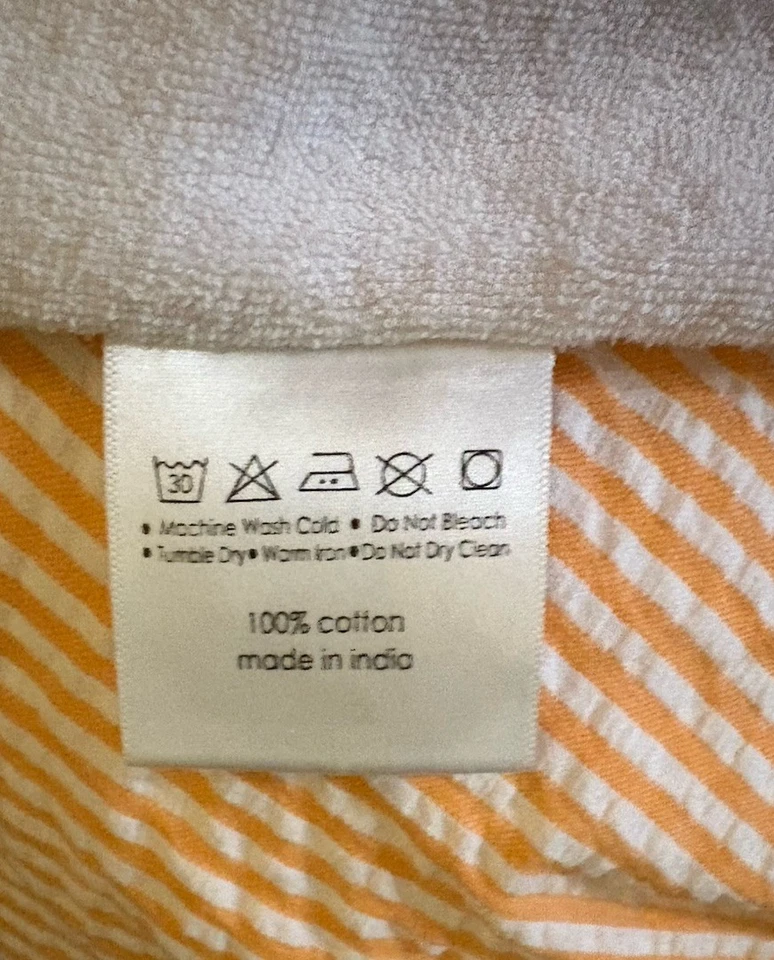 30
• Machine Wash Cold • Do Not Bleach
• Tumble Dry • Warm Iron • Do Not Dry Clean
100% cotton
made in india